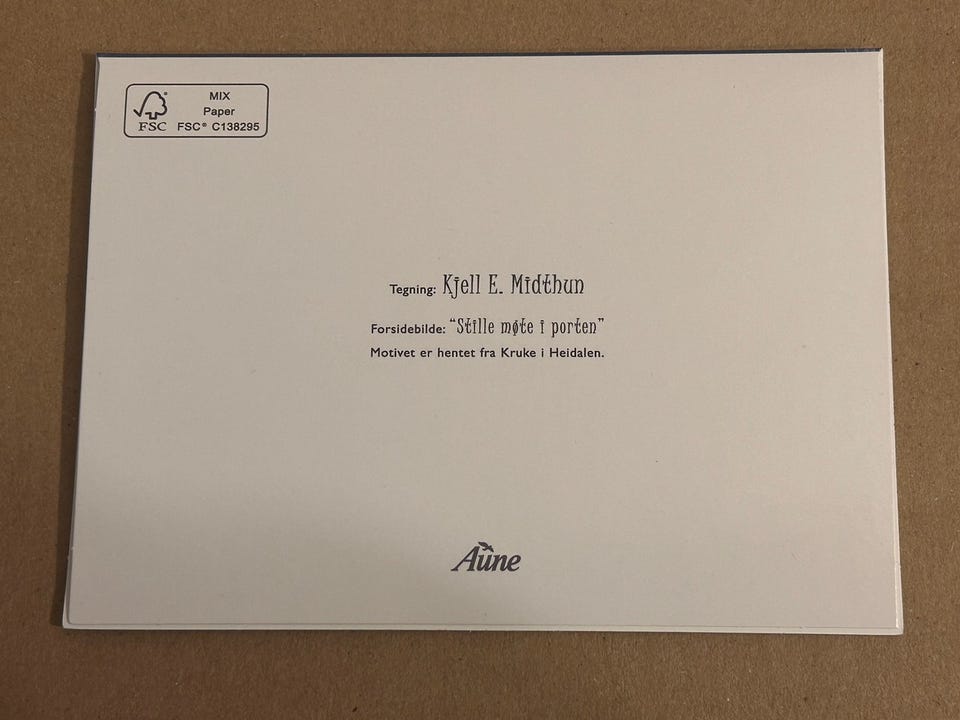 MIX
Paper
FSC FSC® C138295
Tegning: Kjell E. Midthun
Forsidebilde: “Stille møte i porten”
Motivet er hentet fra Kruke i Heidalen.
Aune